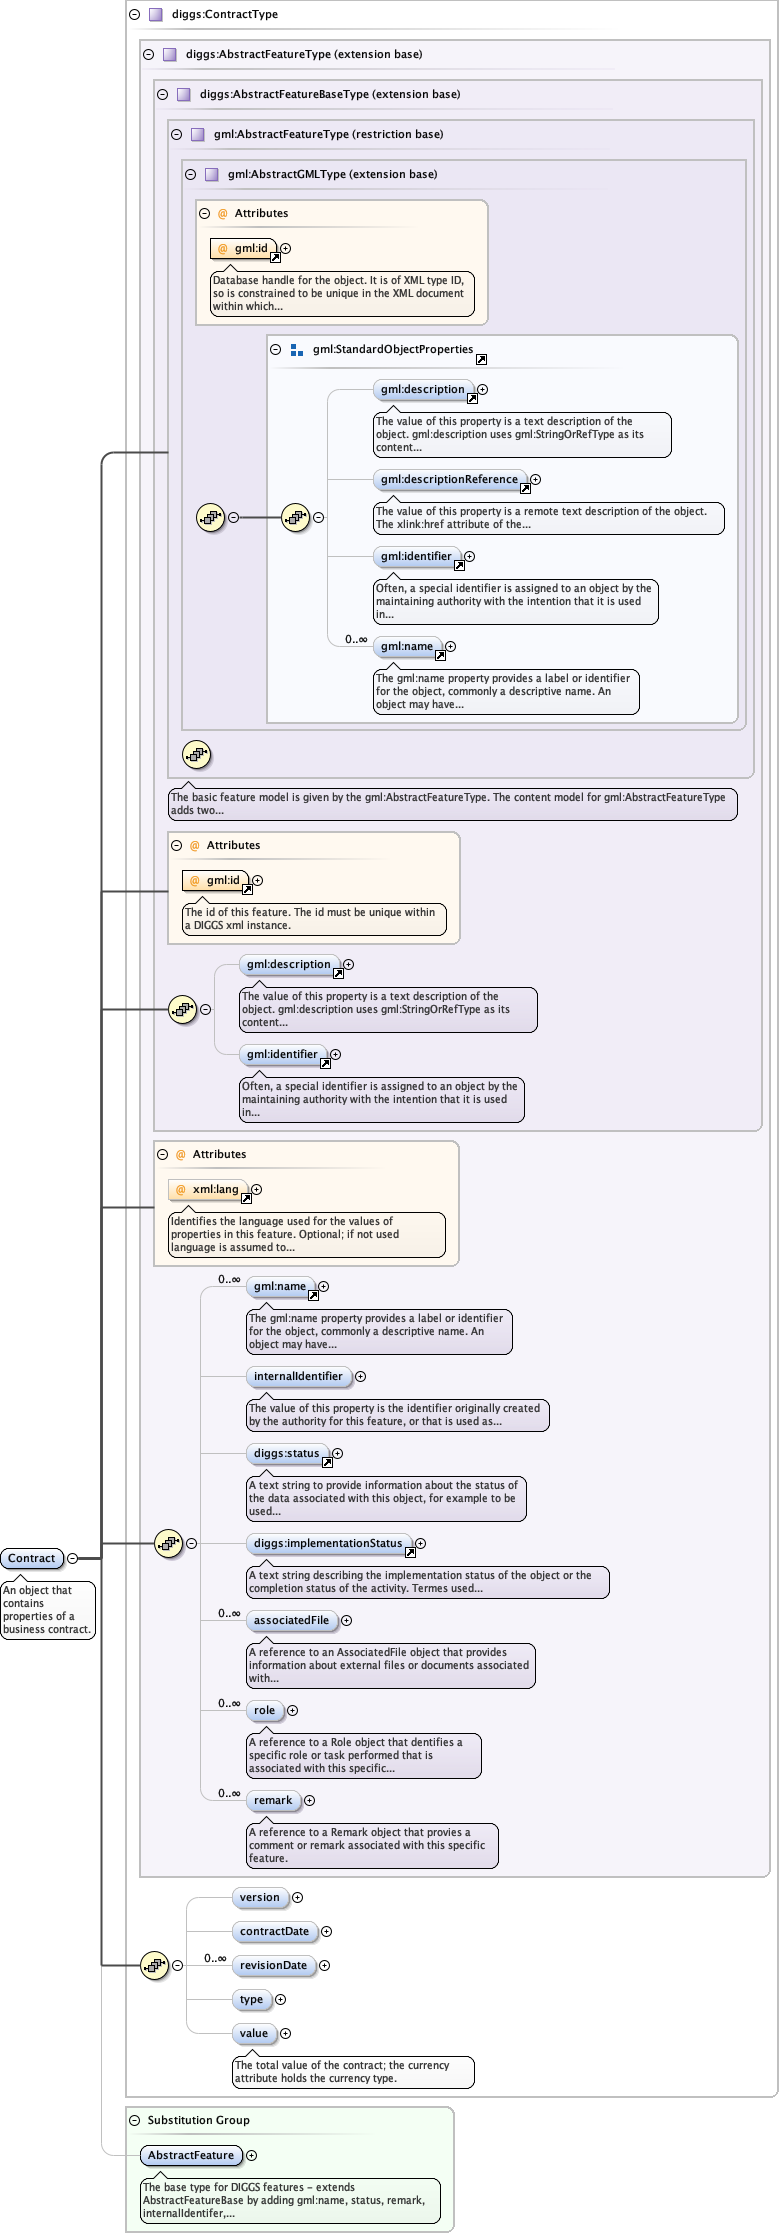 diggs:ContractType
diggs:AbstractFeatureType (extension base)
diggs:AbstractFeatureBaseType (extension base)
gml:AbstractFeatureType (restriction base)
gml:AbstractGMLType (extension base)
@ Attributes
@ gml:id
Database handle for the object. It is of XML type ID,
so is constrained to be unique in the XML document
within which...
gml:StandardObjectProperties
gml:description
The value of this property is a text description of the
object. gml:description uses gml:StringOrRefType as its
content...
gml:descriptionReference
The value of this property is a remote text description of the object.
The xlink:href attribute of the...
gml:identifier
Often, a special identifier is assigned to an object by the
maintaining authority with the intention that it is used
in...
0..∞
gml:name
The gml:name property provides a label or identifier
for the object, commonly a descriptive name. An
object may have...
The basic feature model is given by the gml:AbstractFeatureType. The content model for gml:AbstractFeatureType
adds two...
@ Attributes
@ gml:id
The id of this feature. The id must be unique within
a DIGGS xml instance.
gml:description
The value of this property is a text description of the
object. gml:description uses gml:StringOrRefType as its
content...
gml:identifier
Often, a special identifier is assigned to an object by the
maintaining authority with the intention that it is used
in...
@ Attributes
@ xml:lang
Identifies the language used for the values of
properties in this feature. Optional; if not used
language is assumed to...
0..∞
gml:name
The gml:name property provides a label or identifier
for the object, commonly a descriptive name. An
object may have...
internalIdentifier
The value of this property is the identifier originally created
by the authority for this feature, or that is used as...
diggs:status
A text string to provide information about the status of
the data associated with this object, for example to be
used...
diggs:implementationStatus
A text string describing the implementation status of the object or the
completion status of the activity. Termes used...
Contract
An object that
contains
properties of a
business contract.
0..∞
associatedFile
A reference to an AssociatedFile object that provides
information about external files or documents associated
with...
0..∞
role
A reference to a Role object that dentifies a
specific role or task performed that is
associated with this specific...
0..∞
remark
A reference to a Remark object that provies a
comment or remark associated with this specific
feature.
version
contractDate
0..∞
revisionDate
type
value
The total value of the contract; the currency
attribute holds the currency type.
Substitution Group
AbstractFeature
The base type for DIGGS features - extends
AbstractFeatureBase by adding gml:name, status, remark,
internalIdentifer,...